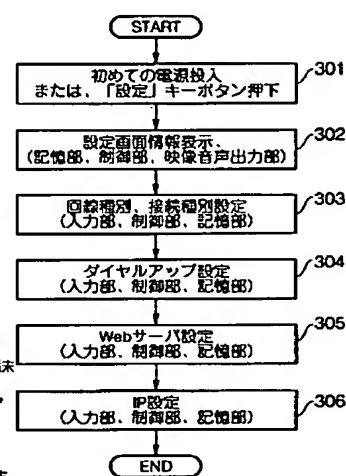 START
初めての電源投入
または、「設定」キーボタン押下
301
設定画面情報表示、
(記憶部、制御部、映像音声出力部)
302
回線種別、接続種別設定
(入力部、制御部、記憶部)
303
ダイヤルアップ設定
(入力部、制御部、記憶部)
304
Webサーバ設定
(入力部、制御部、記憶部)
305
末
IP設定
(入力部、制御部、記憶部)
306
END